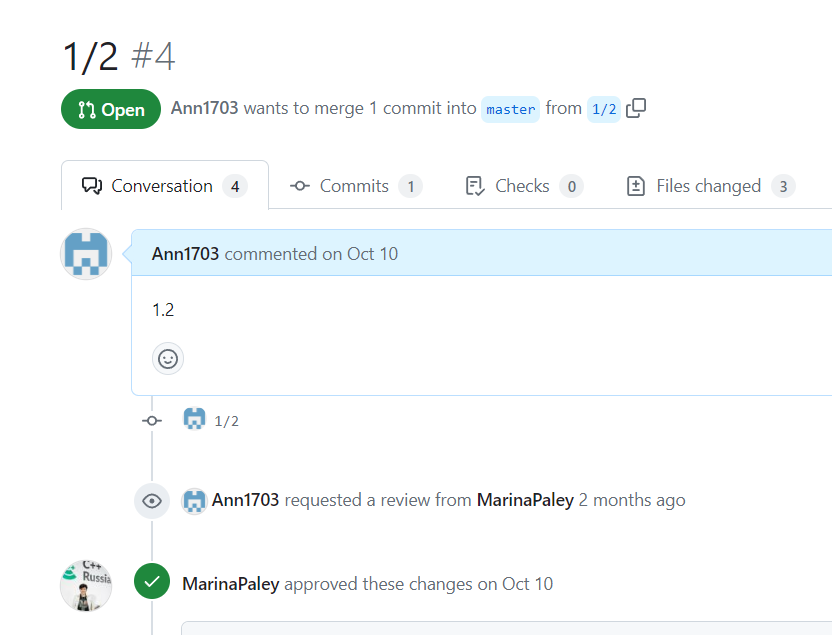 1/2 #4
Open Ann1703 wants to merge 1 commit into master from 1/2
Conversation 4 Commits 1 Checks 0 Files changed 3
Ann1703 commented on Oct 10
1.2
1/2
Ann1703 requested a review from MarinaPaley 2 months ago
C++
Russia
MarinaPaley approved these changes on Oct 10